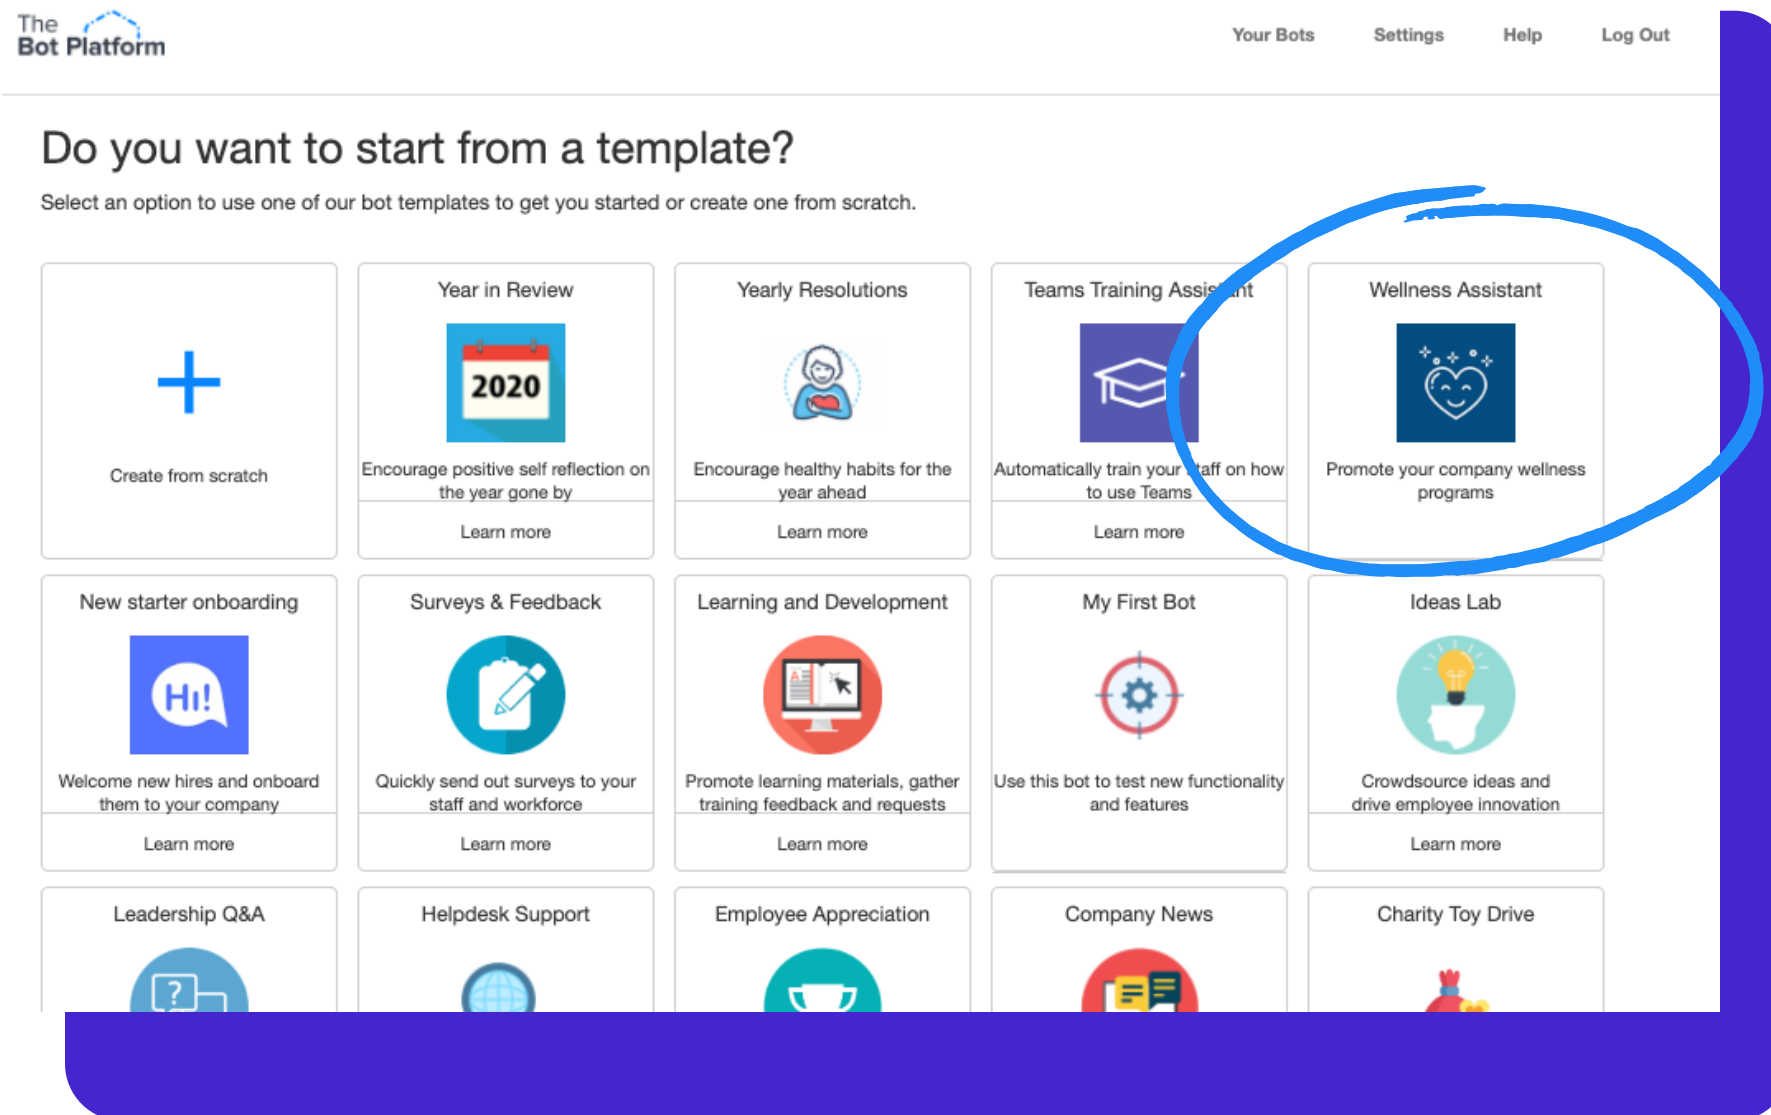 The
Bot Platform
Your Bots Settings Help Log Out
Do you want to start from a template?
Select an option to use one of our bot templates to get you started or create one from scratch.
Create from scratch
Year in Review
2020
Encourage positive self reflection on
the year gone by
Learn more
Yearly Resolutions
Encourage healthy habits for the
year ahead
Learn more
Teams Training Assistant
Automatically train your staff on how
to use Teams
Learn more
Wellness Assistant
Promote your company wellness
programs
New starter onboarding
Hi!
Welcome new hires and onboard
them to your company
Learn more
Surveys & Feedback
Quickly send out surveys to your
staff and workforce
Learn more
Learning and Development
A
Promote learning materials, gather
training feedback and requests
Learn more
My First Bot
Use this bot to test new functionality
and features
Ideas Lab
Crowdsource ideas and
drive employee innovation
Learn more
Leadership Q&A
?
Helpdesk Support
Employee Appreciation
Company News
Charity Toy Drive